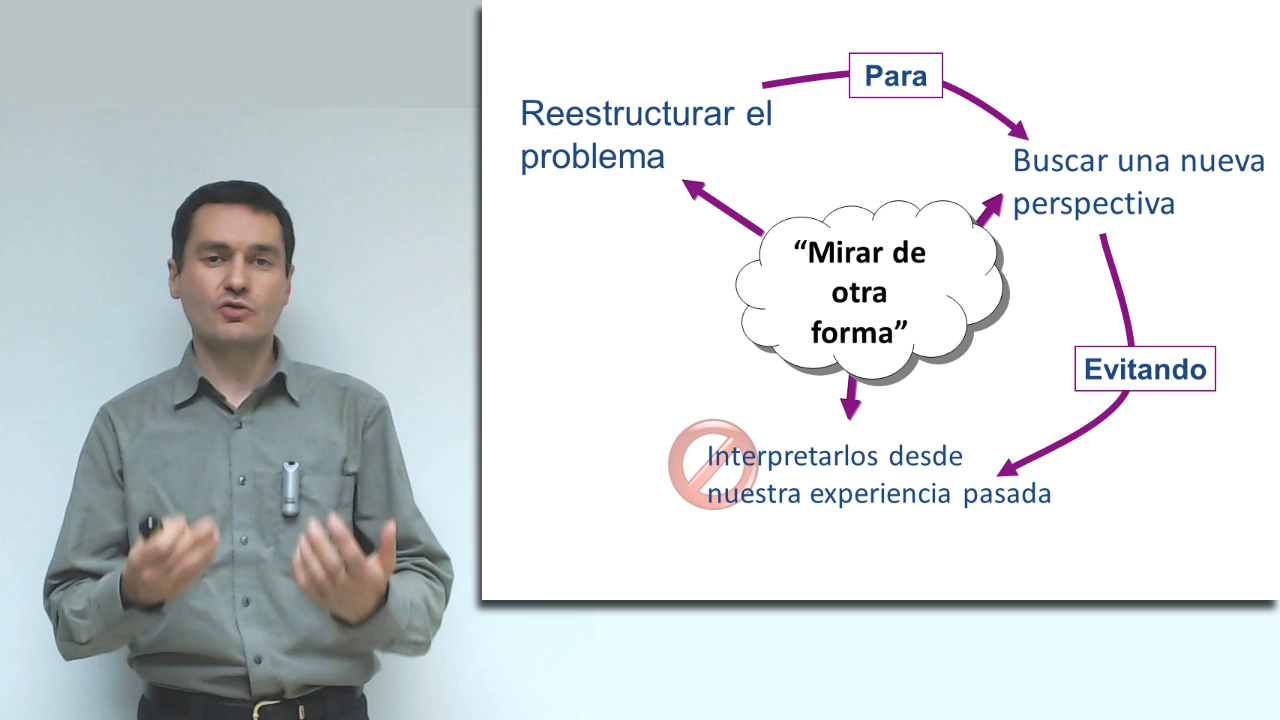 Para
Reestructurar el
problema
Buscar una nueva
perspectiva
“Mirar de
otra
forma”
Evitando
Interpretarlos desde
nuestra experiencia pasada